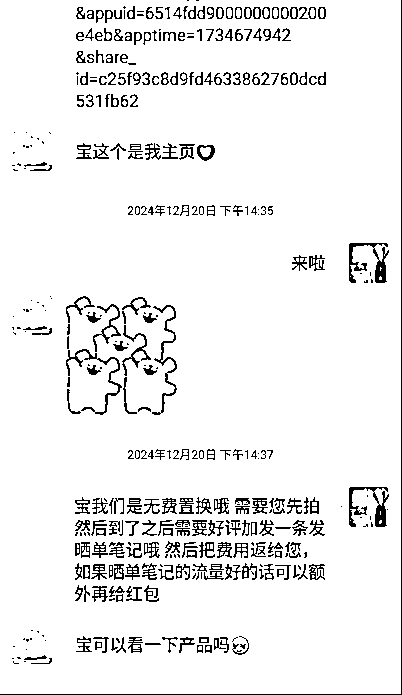 &appuid=6514fdd9000000000200
e4eb&apptime=1734674942
&share_
id=c25f93c8d9fd4633862760dcd
531fb62
宝这个是我主页
2024年12月20日 下午14:35
来啦
2024年12月20日 下午14:37
宝我们是无费置换哦 需要您先拍
然后到了之后需要好评加发一条发
晒单笔记哦 然后把费用返给您,
如果晒单笔记的流量好的话可以额
外再给红包
宝可以看一下产品吗